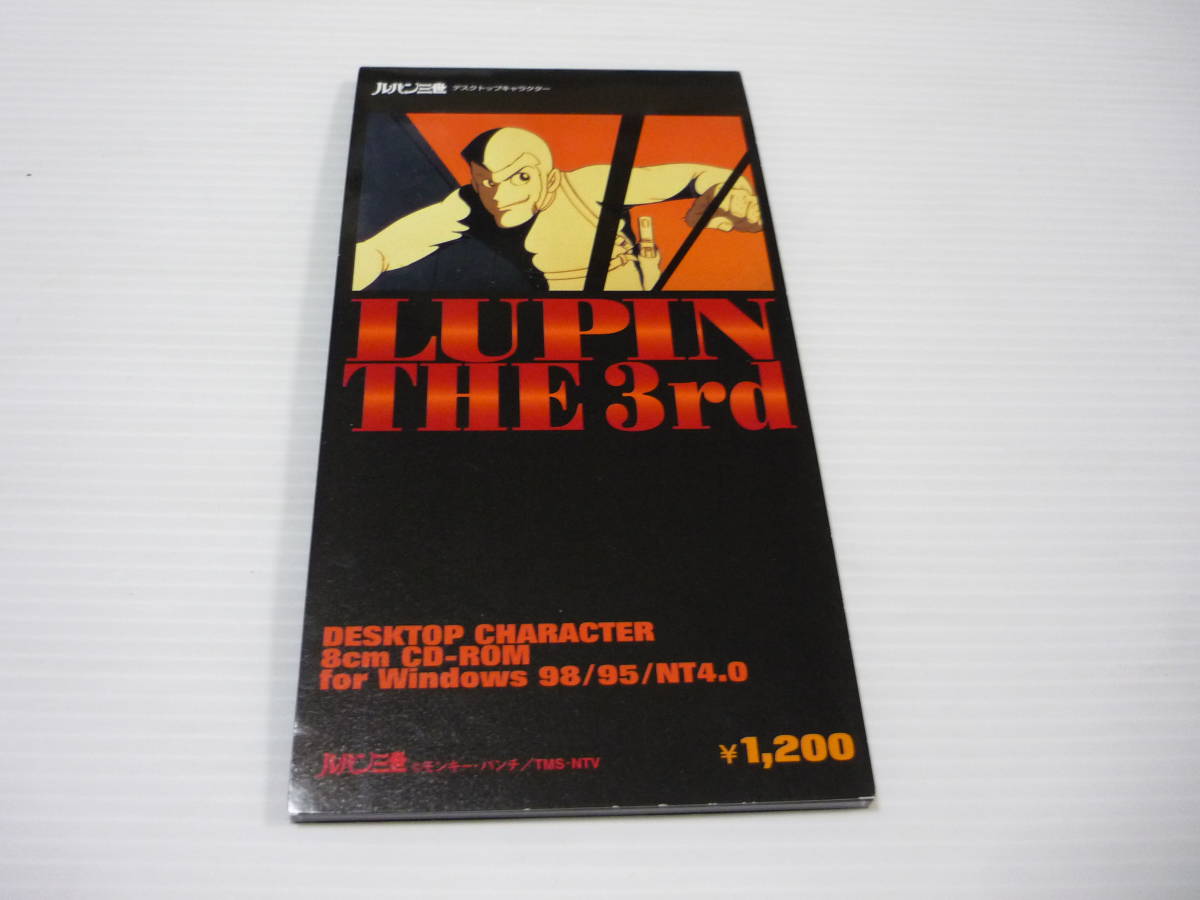 ルパン三世 デスクトップキャラクター
LUPIN
THE 3rd
DESKTOP CHARACTER
8cm CD-ROM
for Windows 98/95/NT4.0
¥1,200
ルパン三世 ©モンキー・パンチ/TMS-NTV